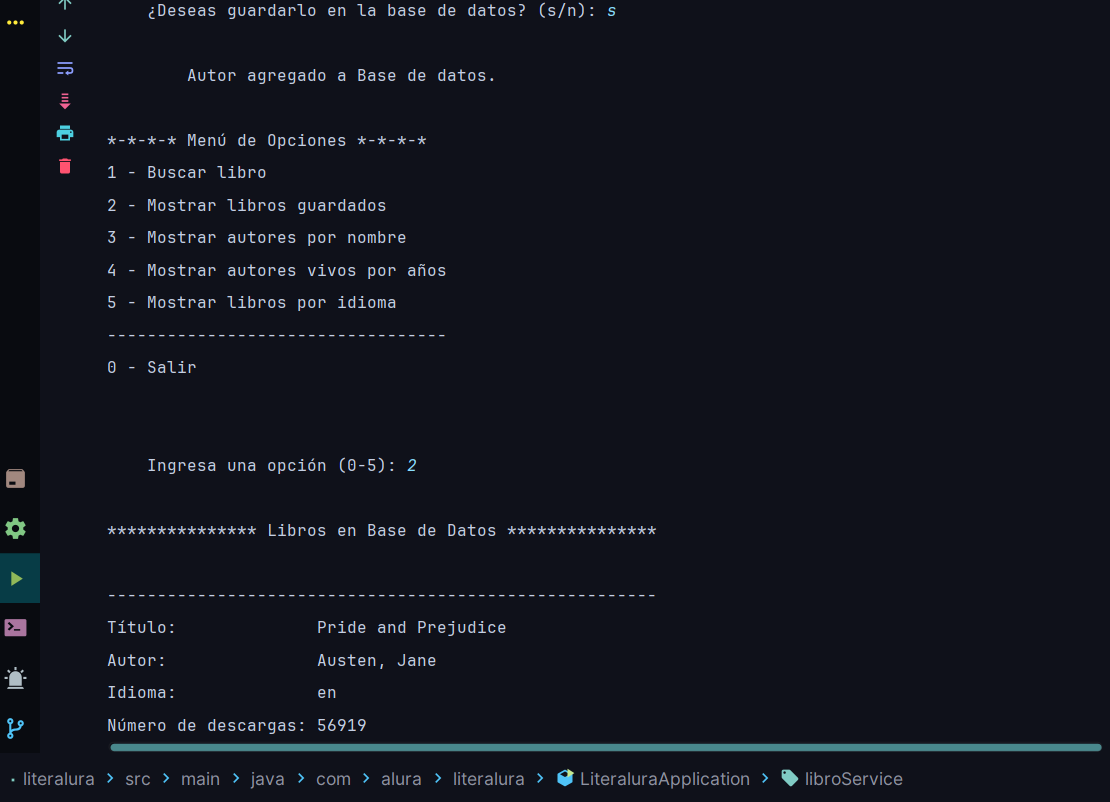 ¿Deseas guardarlo en la base de datos? (s/n): s
Autor agregado a Base de datos.
*-*-*-* Menú de Opciones *-*-*-*
1 - Buscar libro
2 - Mostrar libros guardados
3 - Mostrar autores por nombre
4 - Mostrar autores vivos por años
5 - Mostrar libros por idioma
----------------------------------
0 - Salir
Ingresa una opción (0-5): 2
*************** Libros en Base de Datos ***************
-------------------------------------------------------
Título: Pride and Prejudice
Autor: Austen, Jane
Idioma: en
Número de descargas: 56919
literalura > src > main > java > com > alura > literalura > LiteraluraApplication > libroService